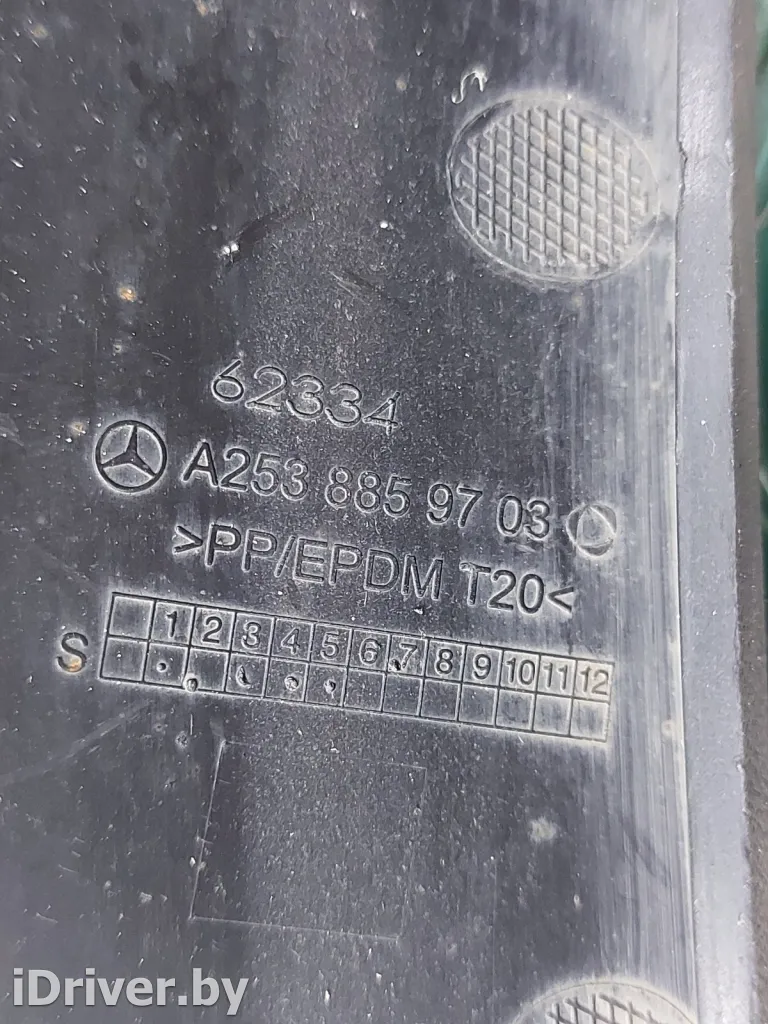 62334
A253 885 97 03
>PP/EPDM T20<
1 2 3 4 5 6 7 8 9 10 11 12
S
iDriver.by